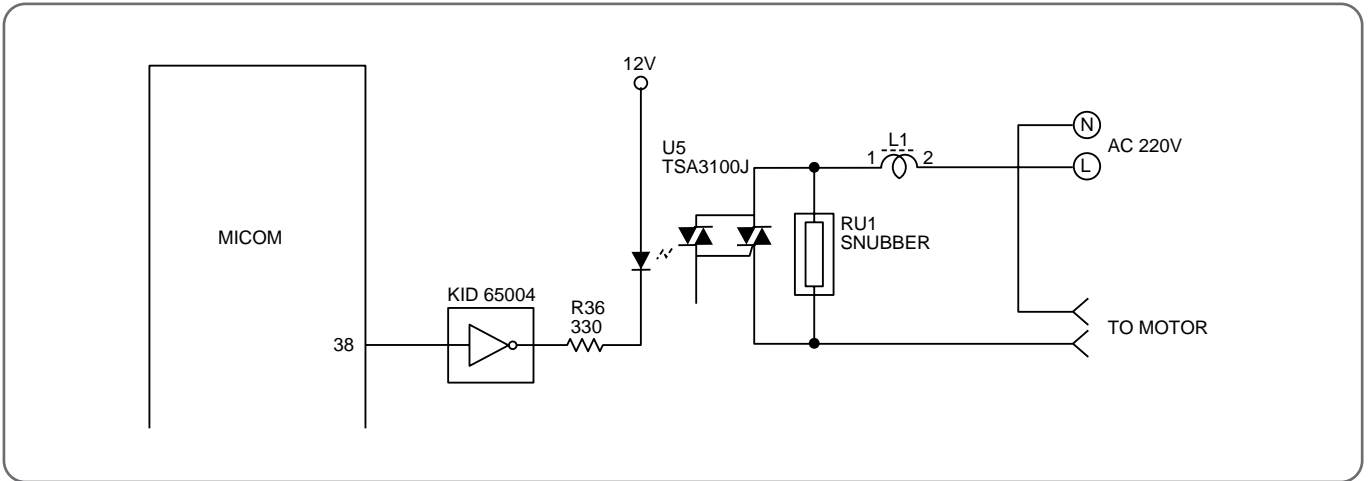 12V
U5
TSA3100J
L1
1 2
N
AC 220V
L
MICOM
RU1
SNUBBER
KID 65004
R36
330
38
TO MOTOR